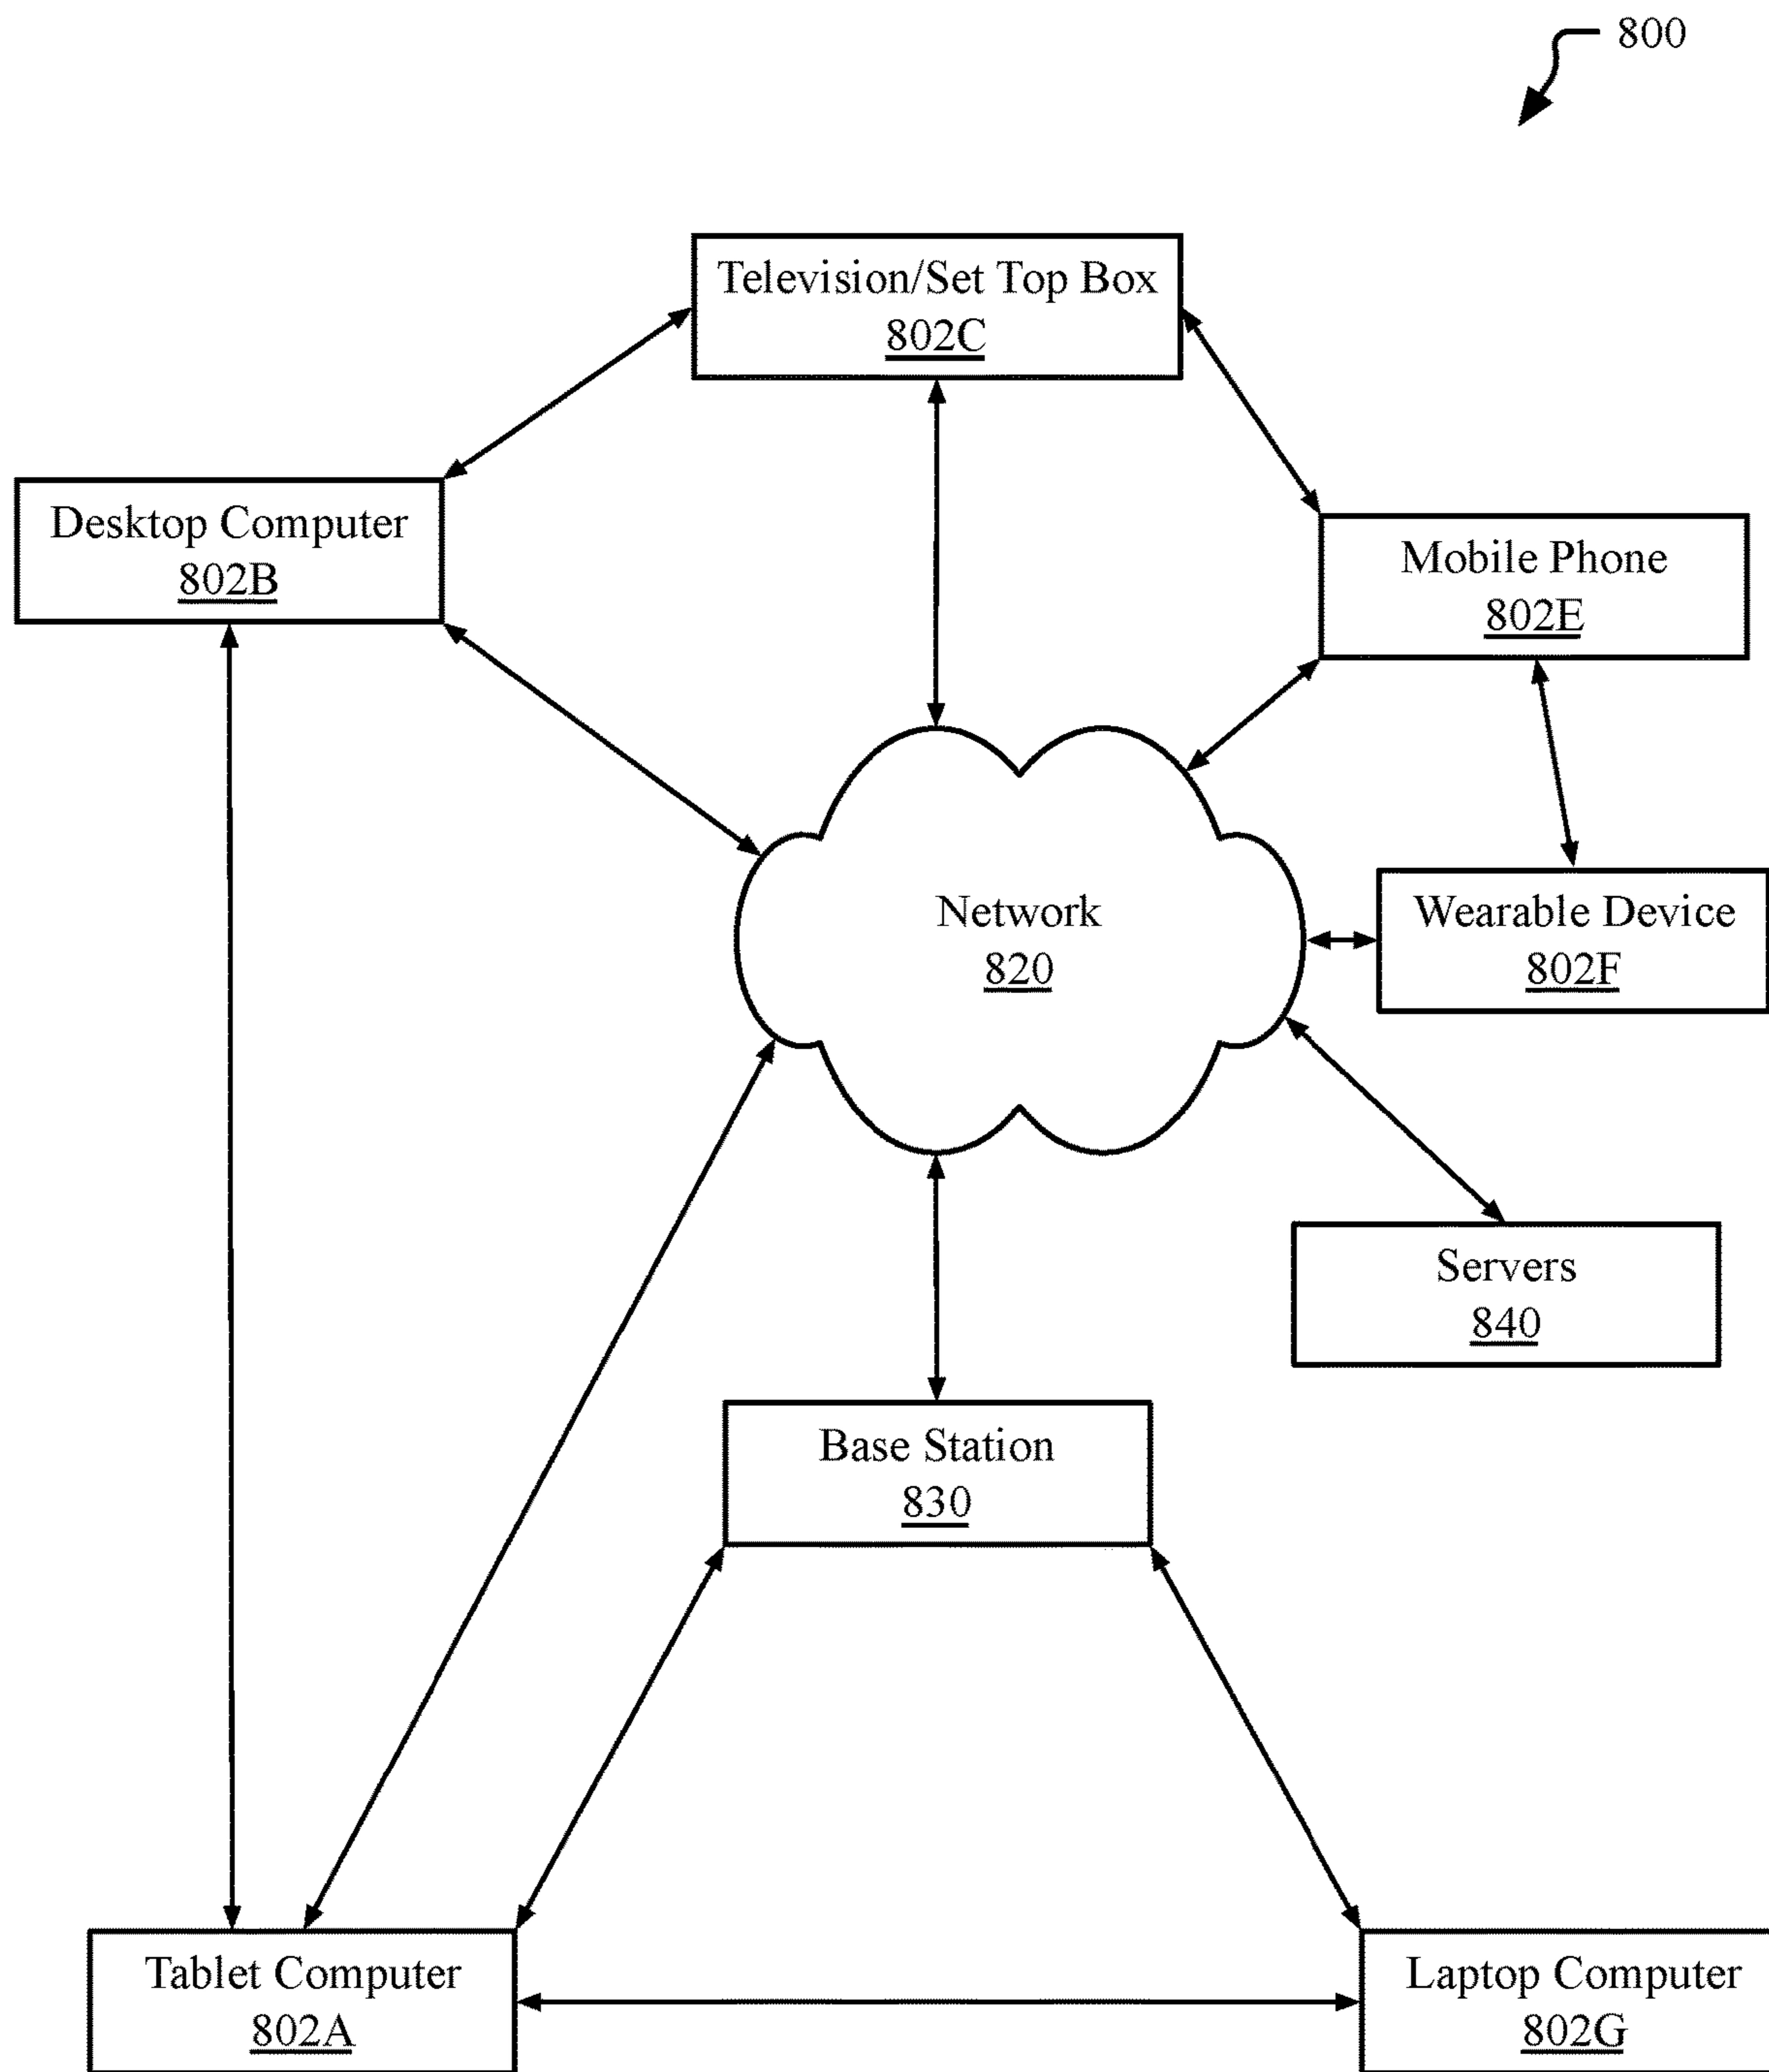 800
Television/Set Top Box
802C
Desktop Computer
802B
Mobile Phone
802E
Network
820
Wearable Device
802F
Servers
840
Base Station
830
Tablet Computer
802A
Laptop Computer
802G